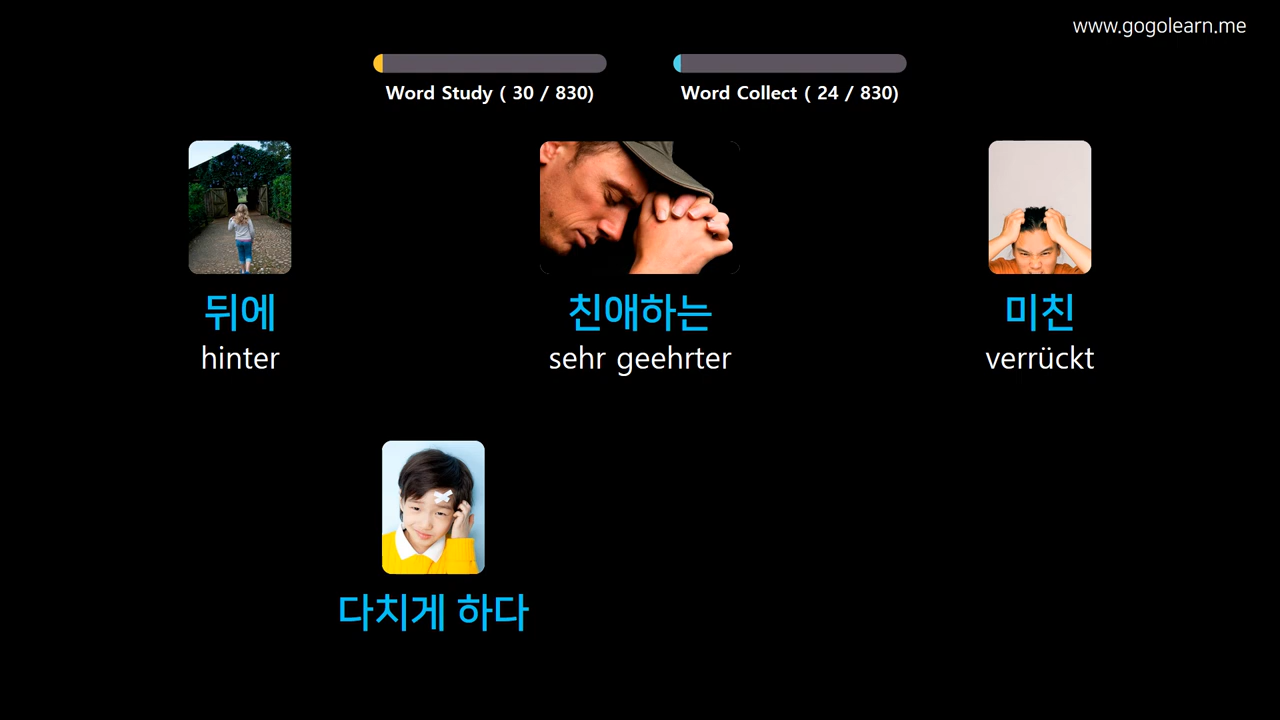 www.gogolearn.me
Word Study ( 30 / 830)
Word Collect ( 24 / 830)
뒤에
hinter
친애하는
sehr geehrter
미친
verrückt
다치게 하다